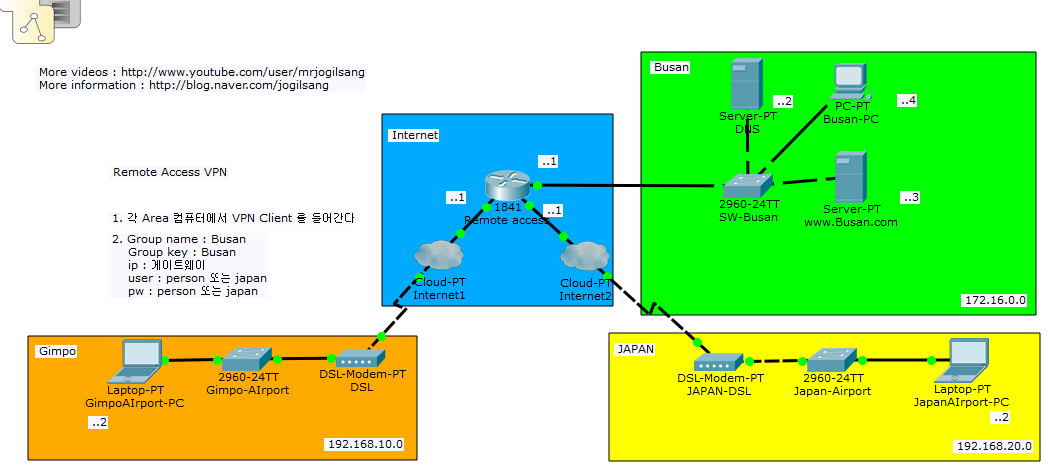 More videos : http://www.youtube.com/user/mrjogilsang
More information : http://blog.naver.com/jogilsang
Remote Access VPN
1. 각 Area 컴퓨터에서 VPN Client 을 들어간다
2. Group name : Busan
Group key : Busan
ip : 게이트웨이
user : person 또는 japan
pw : person 또는 japan
Internet
..1
..1
..1
1841
Remote access
Cloud-PT
Internet1
Cloud-PT
Internet2
Busan
Server-PT
DNS
..2
PC-PT
Busan-PC
..4
2960-24TT
SW-Busan
Server-PT
www.Busan.com
..3
172.16.0.0
Gimpo
Laptop-PT
GimpoAIrport-PC
..2
2960-24TT
Gimpo-AIrport
DSL-Modem-PT
DSL
192.168.10.0
JAPAN
DSL-Modem-PT
JAPAN-DSL
2960-24TT
Japan-Airport
Laptop-PT
JapanAIrport-PC
..2
192.168.20.0